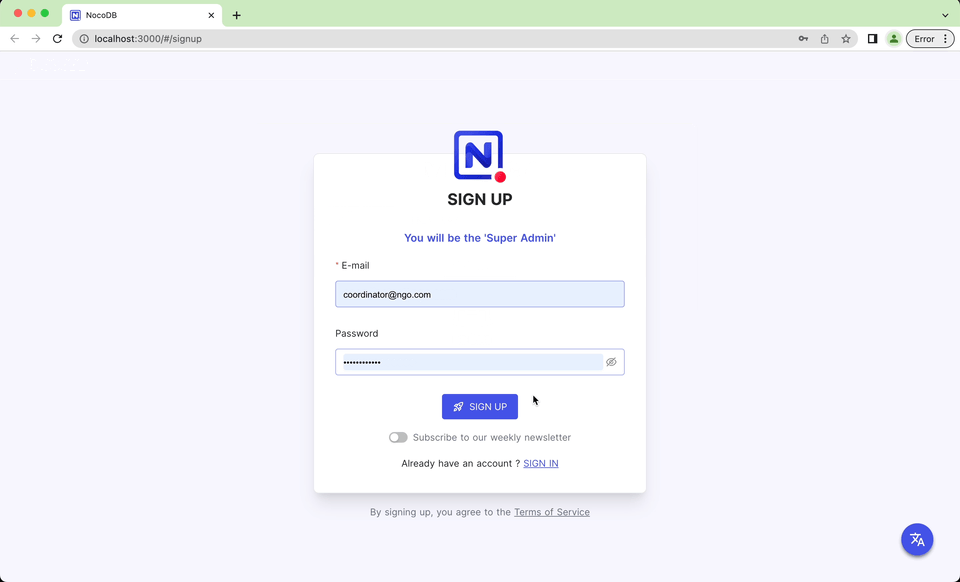 NocoDB
localhost:3000/#/signup
Error
N
SIGN UP
You will be the 'Super Admin'
* E-mail
coordinator@ngo.com
Password
••••••••••••
SIGN UP
Subscribe to our weekly newsletter
Already have an account ? SIGN IN
By signing up, you agree to the Terms of Service